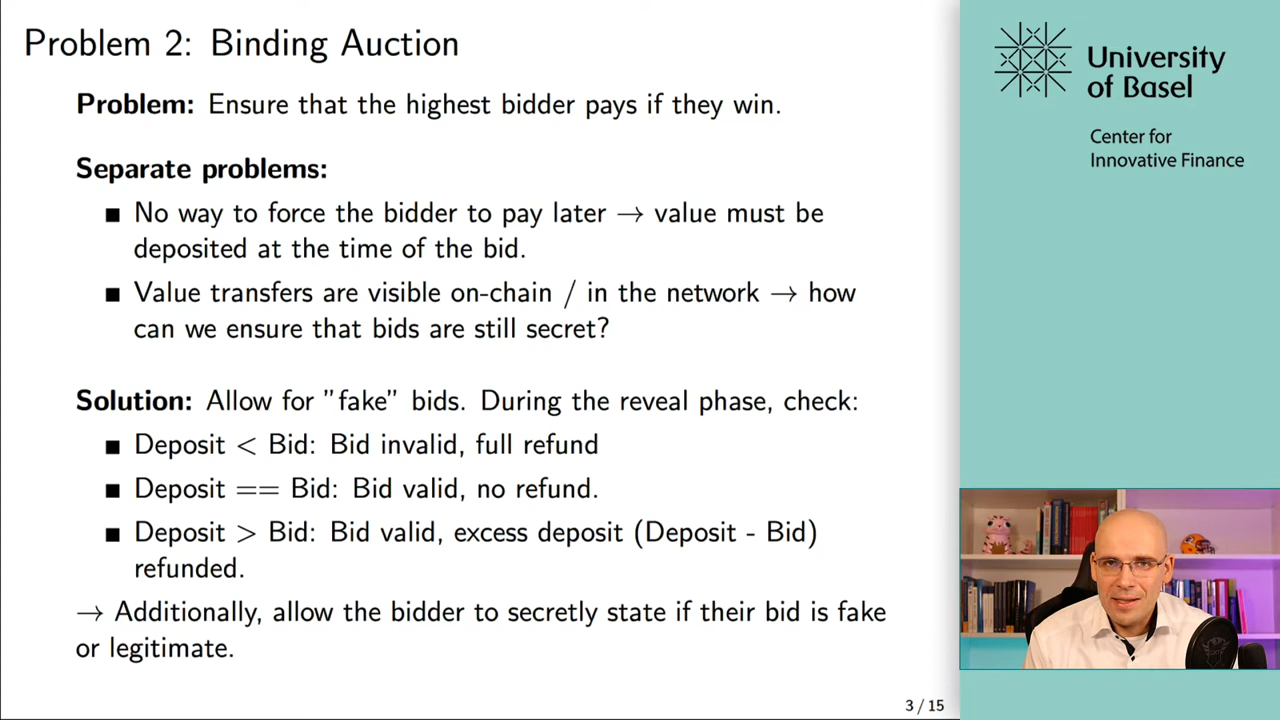 Problem 2: Binding Auction
Problem: Ensure that the highest bidder pays if they win.
Separate problems:
■ No way to force the bidder to pay later → value must be
deposited at the time of the bid.
■ Value transfers are visible on-chain / in the network → how
can we ensure that bids are still secret?
Solution: Allow for ”fake” bids. During the reveal phase, check:
■ Deposit < Bid: Bid invalid, full refund
■ Deposit == Bid: Bid valid, no refund.
■ Deposit > Bid: Bid valid, excess deposit (Deposit - Bid)
refunded.
→ Additionally, allow the bidder to secretly state if their bid is fake
or legitimate.
3 / 15
University
of Basel
Center for
Innovative Finance